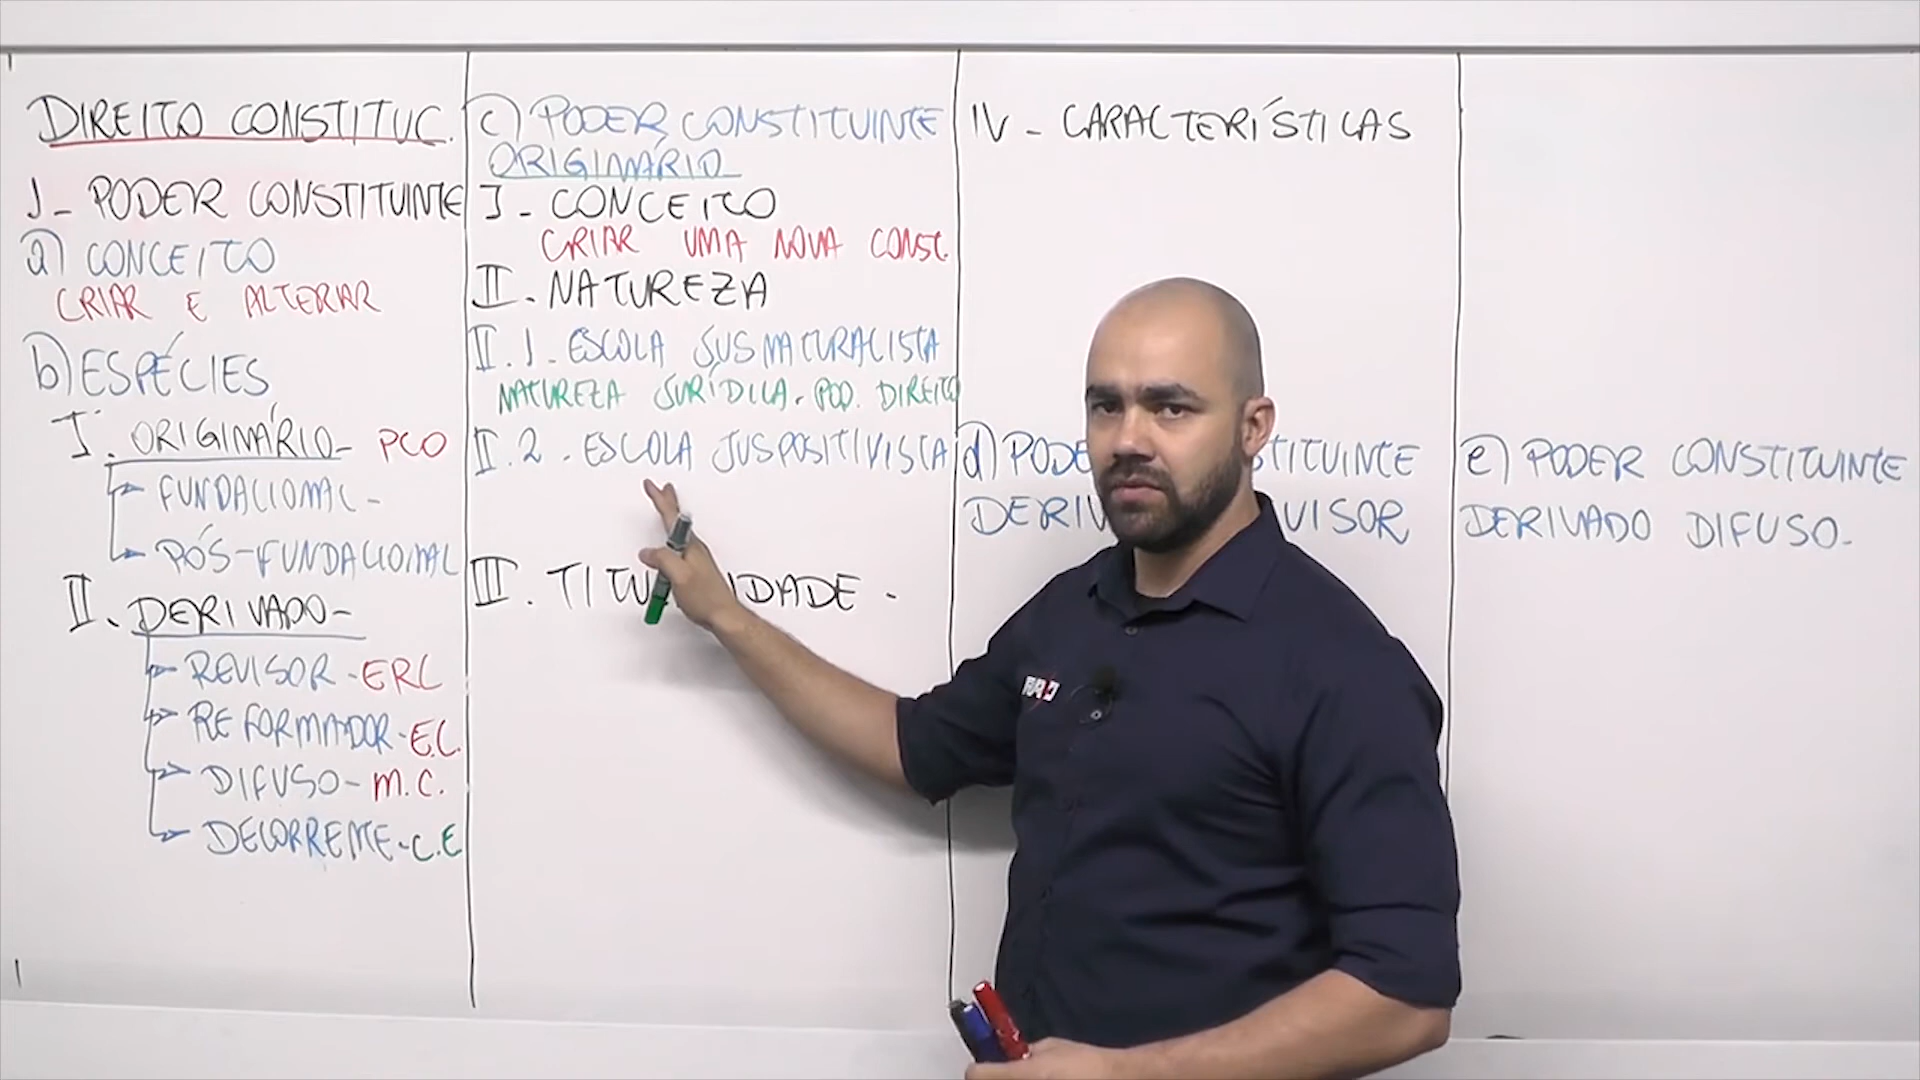 DIREITO CONSTITUC.
I - PODER CONSTITUINTE
a) CONCEITO
CRIAR E ALTERAR
b) ESPÉCIES
I. ORIGINÁRIO - PCO
FUNDACIONAL -
PÓS-FUNDACIONAL
II. DERIVADO -
REVISOR - ERC
REFORMADOR - E.C.
DIFUSO - M.C.
DECORRENTE - C.E
c) PODER CONSTITUINTE
ORIGINÁRIO
I - CONCEITO
CRIAR UMA NOVA CONST.
II. NATUREZA
II.1 - ESCOLA JUSNATURALISTA
NATUREZA JURÍDICA. POD. DIREITO
II.2 - ESCOLA JUSPOSITIVISTA
III. TITU IDADE -
IV - CARACTERÍSTICAS
d) PODE STITUINTE
DERIV VISOR
e) PODER CONSTITUINTE
DERIVADO DIFUSO.